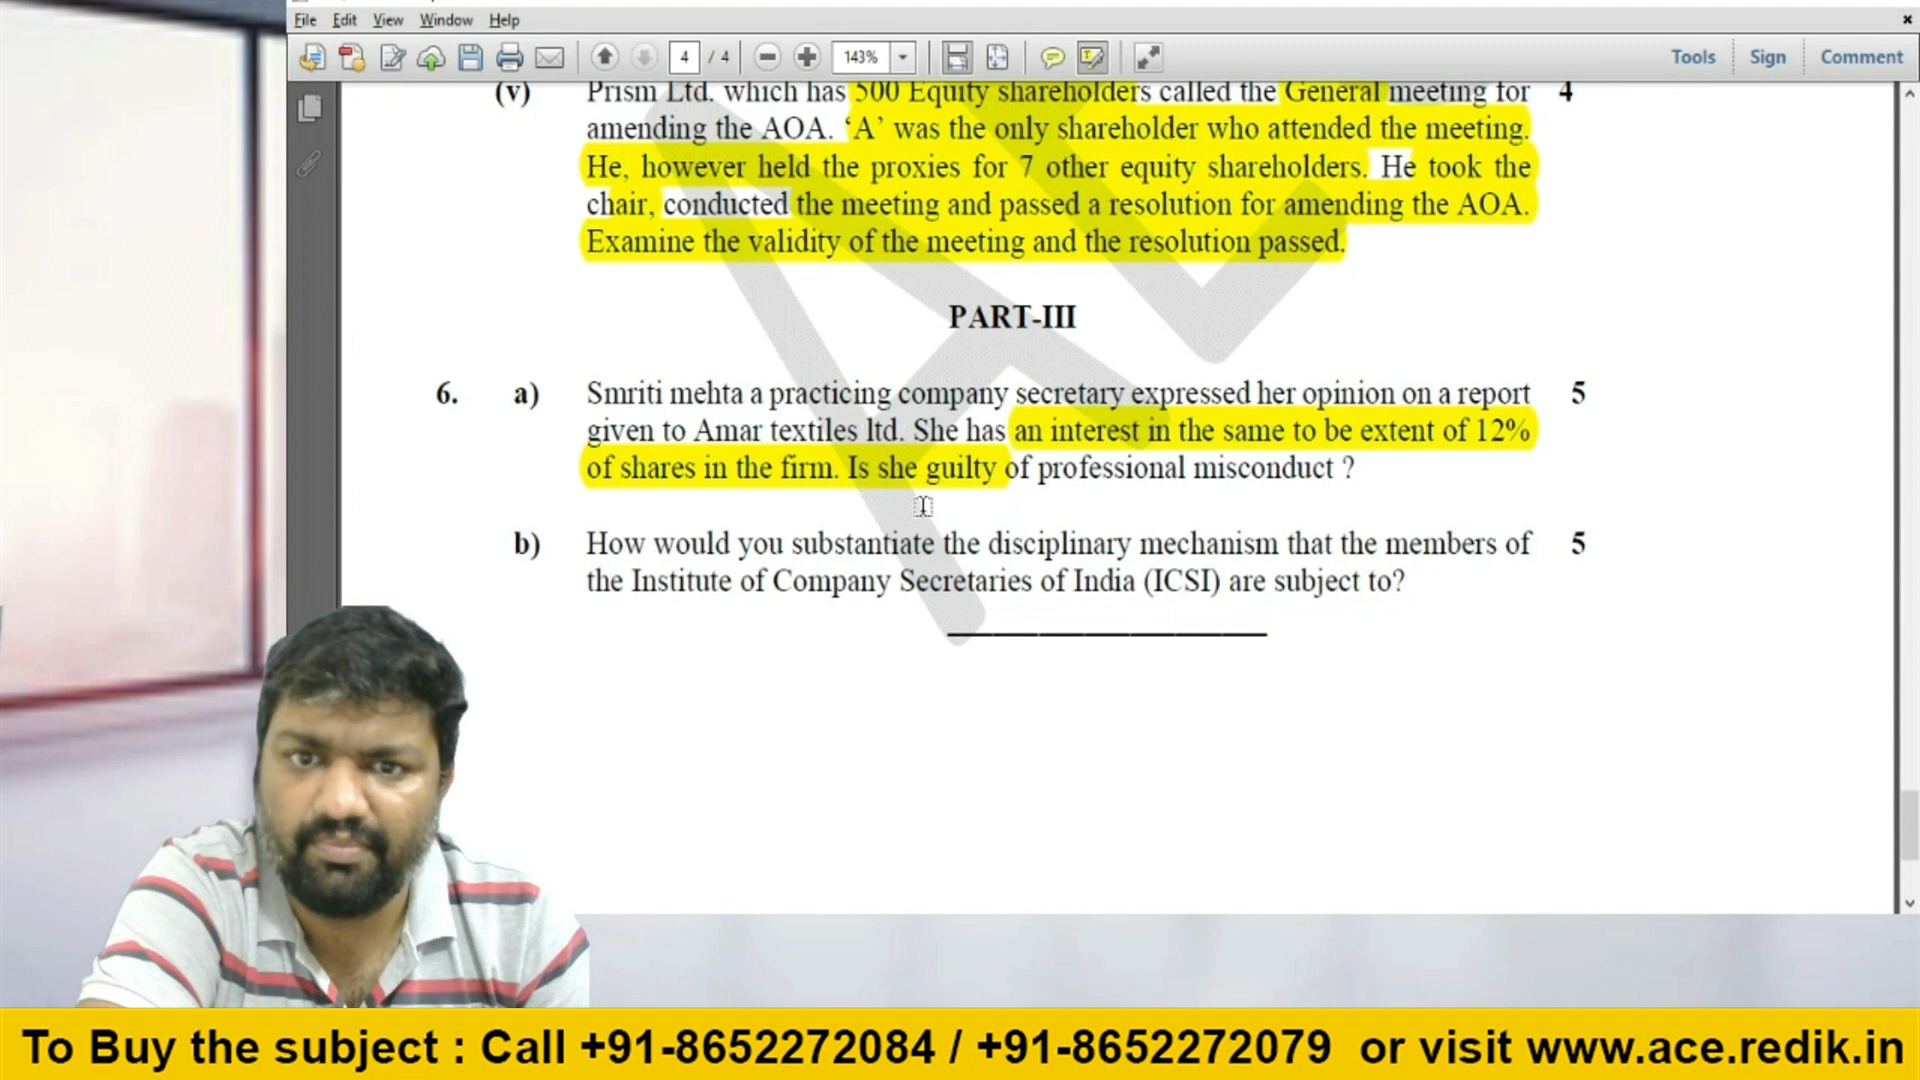 File Edit View Window Help
4 / 4 143% Tools Sign Comment
(v) Prism Ltd. which has 500 Equity shareholders called the General meeting for 4
amending the AOA. ‘A’ was the only shareholder who attended the meeting.
He, however held the proxies for 7 other equity shareholders. He took the
chair, conducted the meeting and passed a resolution for amending the AOA.
Examine the validity of the meeting and the resolution passed.
PART-III
6. a) Smriti mehta a practicing company secretary expressed her opinion on a report 5
given to Amar textiles ltd. She has an interest in the same to be extent of 12%
of shares in the firm. Is she guilty of professional misconduct ?
b) How would you substantiate the disciplinary mechanism that the members of 5
the Institute of Company Secretaries of India (ICSI) are subject to?
To Buy the subject : Call +91-8652272084 / +91-8652272079 or visit www.ace.redik.in